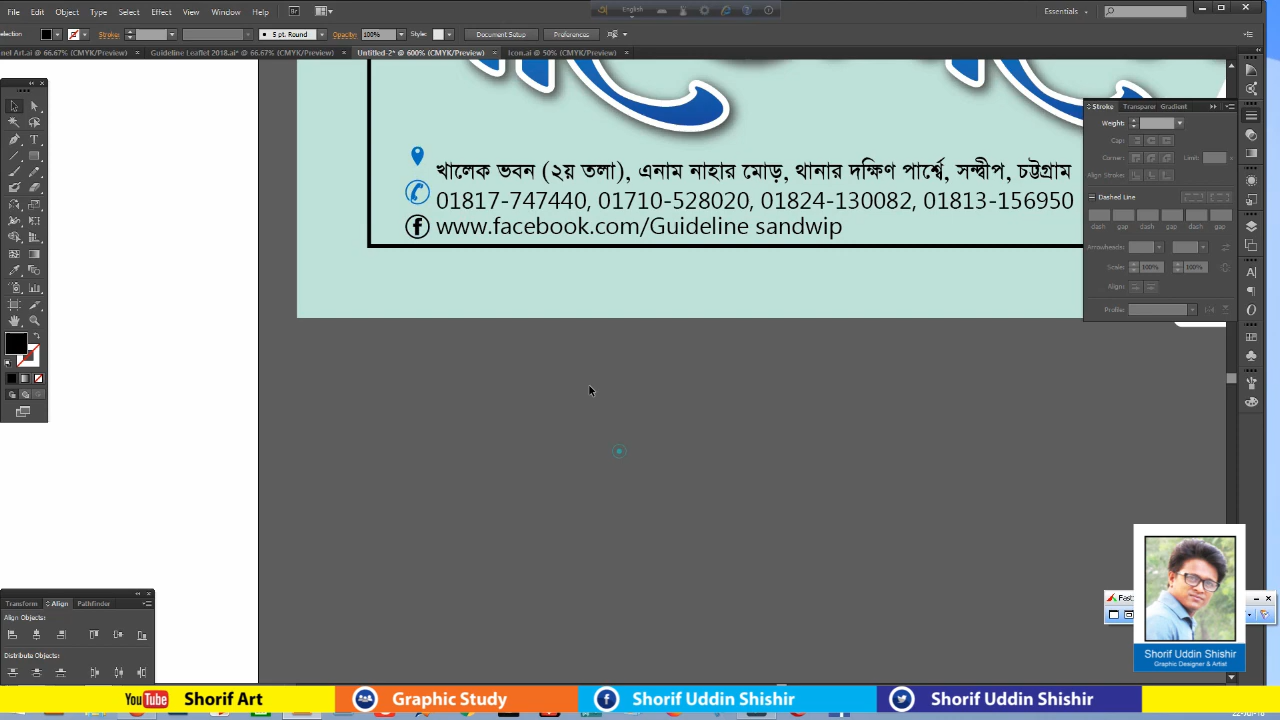 File Edit Object Type Select Effect View Window Help Br English Essentials
Stroke: 5 pt. Round Opacity: 100% Style: Document Setup Preferences
Guideline Leaflet 2018.ai* @ 66.67% (CMYK/Preview) × Untitled-2* @ 600% (CMYK/Preview) × Icon.ai @ 50% (CMYK/Preview) ×
খালেক ভবন (২য় তলা), এনাম নাহার মোড়, থানার দক্ষিণ পার্শ্বে, সন্দ্বীপ, চট্টগ্রাম
01817-747440, 01710-528020, 01824-130082, 01813-156950
www.facebook.com/Guideline sandwip
Stroke Transparer Gradient
Weight:
Cap:
Corner: Limit:
Align Stroke:
Dashed Line
dash gap dash gap dash gap
Arrowheads:
Scale: 100% 100%
Align:
Profile:
Transform Align Pathfinder
Align Objects:
Distribute Objects:
Shorif Uddin Shishir
Graphic Designer & Artist
YouTube Shorif Art Graphic Study Shorif Uddin Shishir Shorif Uddin Shishir